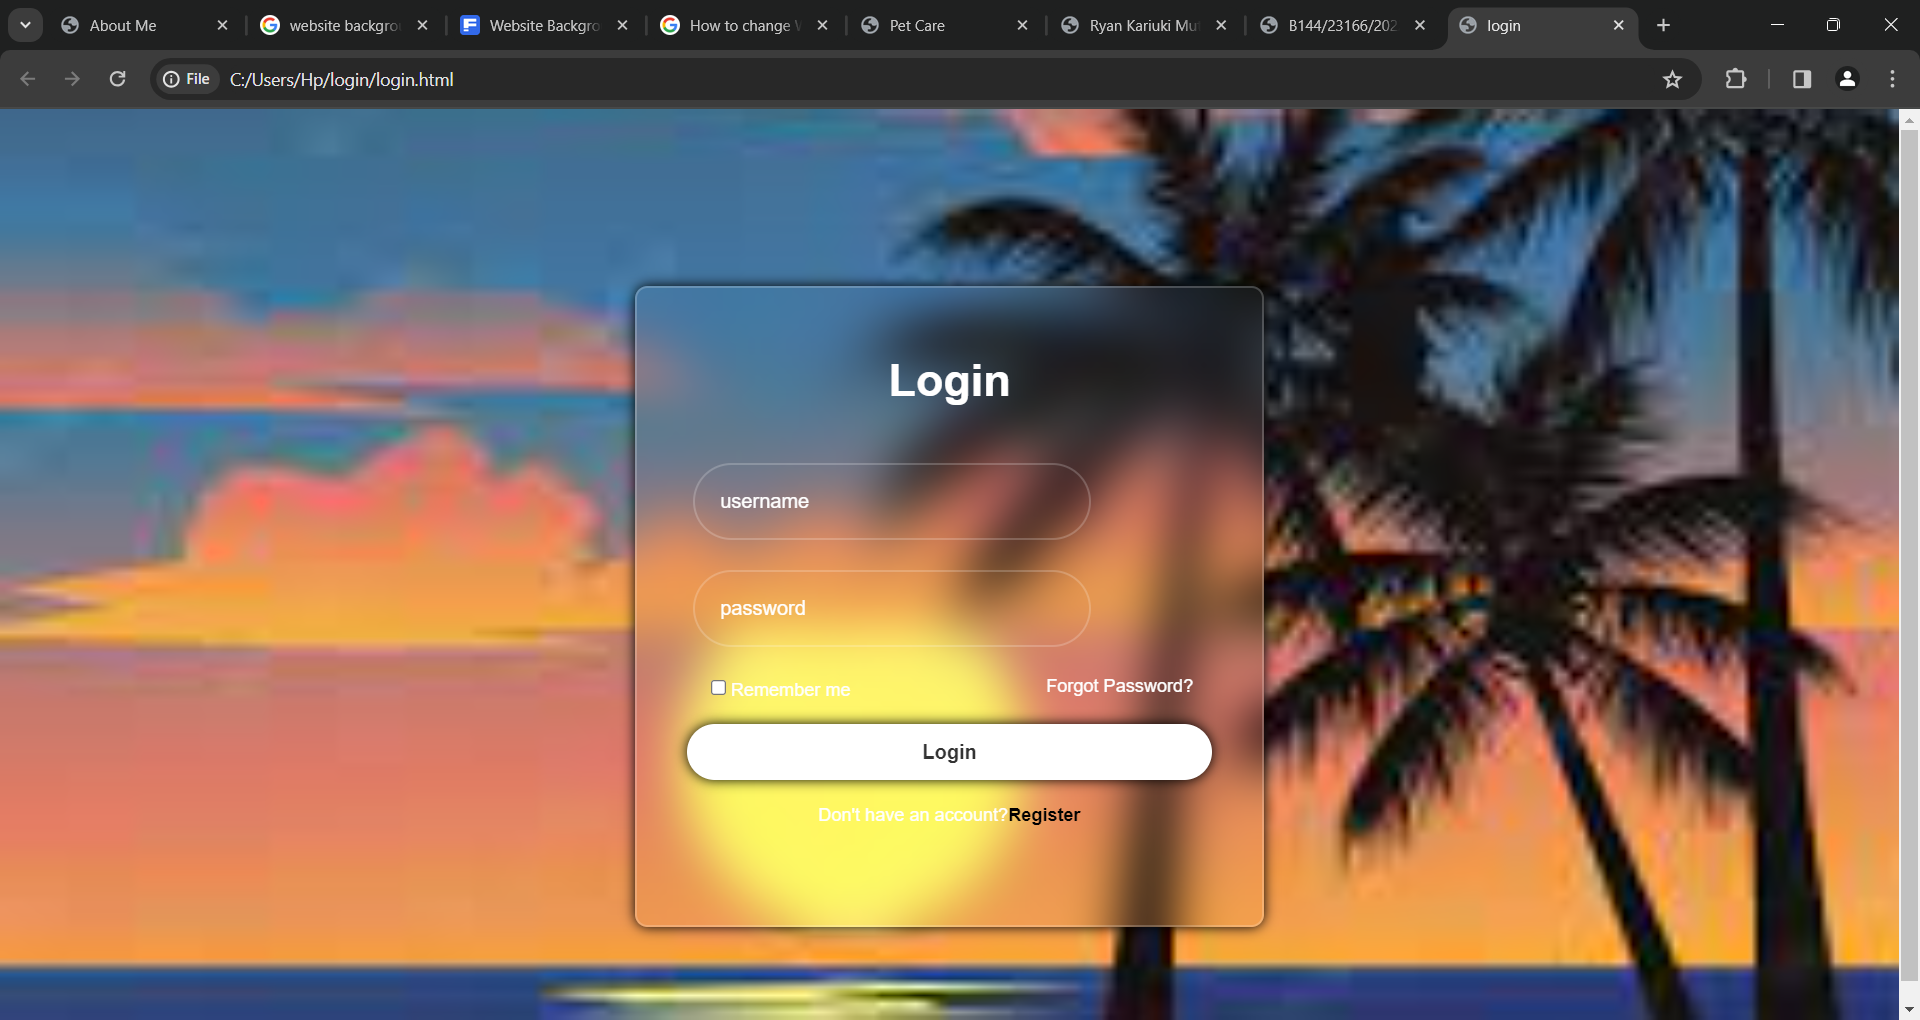 About Me
website backgro
Website Backgro
How to change
Pet Care
Ryan Kariuki Mu
B144/23166/202
login
File
C:/Users/Hp/login/login.html
Login
username
password
Remember me
Forgot Password?
Login
Don't have an account?Register